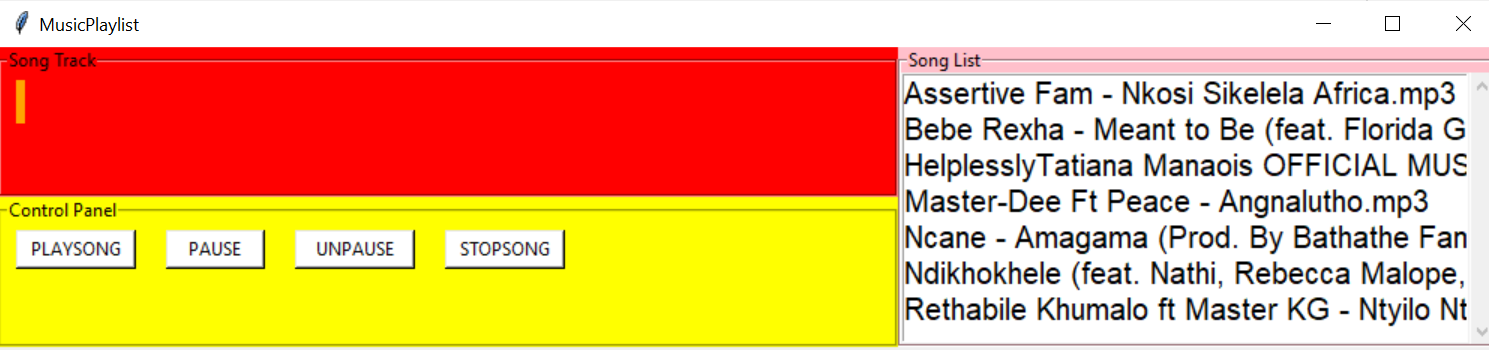 MusicPlaylist
Song Track
Control Panel
PLAYSONG PAUSE UNPAUSE STOPSONG
Song List
Assertive Fam - Nkosi Sikelela Africa.mp3
Bebe Rexha - Meant to Be (feat. Florida G
HelplesslyTatiana Manaois OFFICIAL MUS
Master-Dee Ft Peace - Angnalutho.mp3
Ncane - Amagama (Prod. By Bathathe Fan
Ndikhokhele (feat. Nathi, Rebecca Malope,
Rethabile Khumalo ft Master KG - Ntyilo Nt